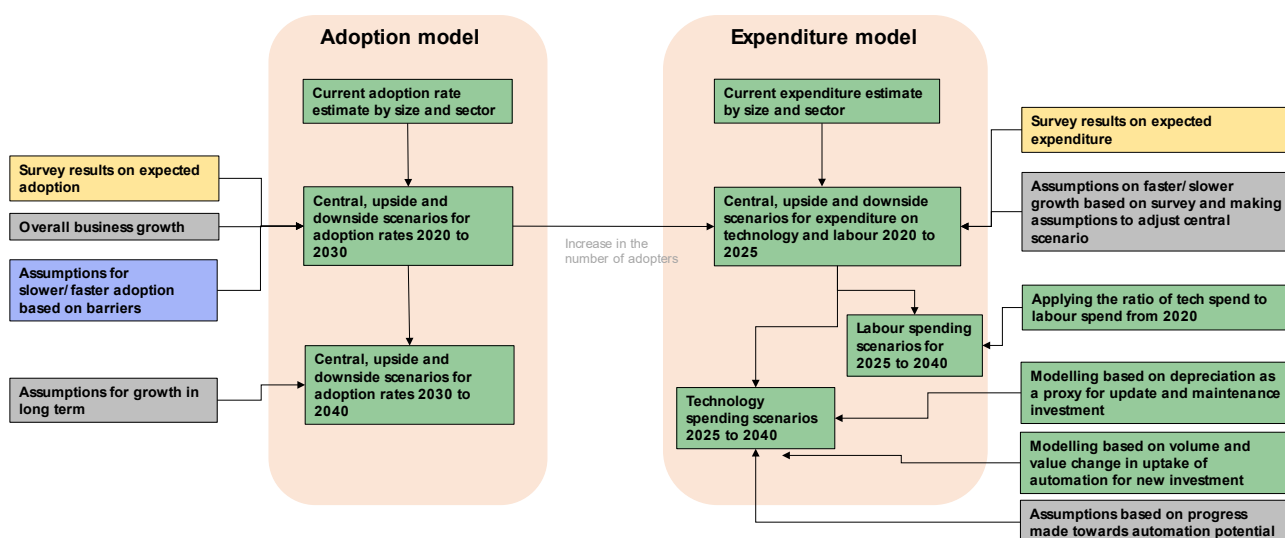 Adoption model
Expenditure model
Current adoption rate
estimate by size and sector
Current expenditure estimate
by size and sector
Survey results on expected
adoption
Overall business growth
Assumptions for
slower/ faster adoption
based on barriers
Central, upside and
downside scenarios for
adoption rates 2020 to
2030
Increase in the
number of adopters
Central, upside and downside
scenarios for expenditure on
technology and labour 2020 to
2025
Survey results on expected
expenditure
Assumptions on faster/ slower
growth based on survey and making
assumptions to adjust central
scenario
Applying the ratio of tech spend to
labour spend from 2020
Labour spending
scenarios for
2025 to 2040
Assumptions for growth in
long term
Central, upside and
downside scenarios for
adoption rates 2030 to
2040
Technology
spending scenarios
2025 to 2040
Modelling based on depreciation as
a proxy for update and maintenance
investment
Modelling based on volume and
value change in uptake of
automation for new investment
Assumptions based on progress
made towards automation potential